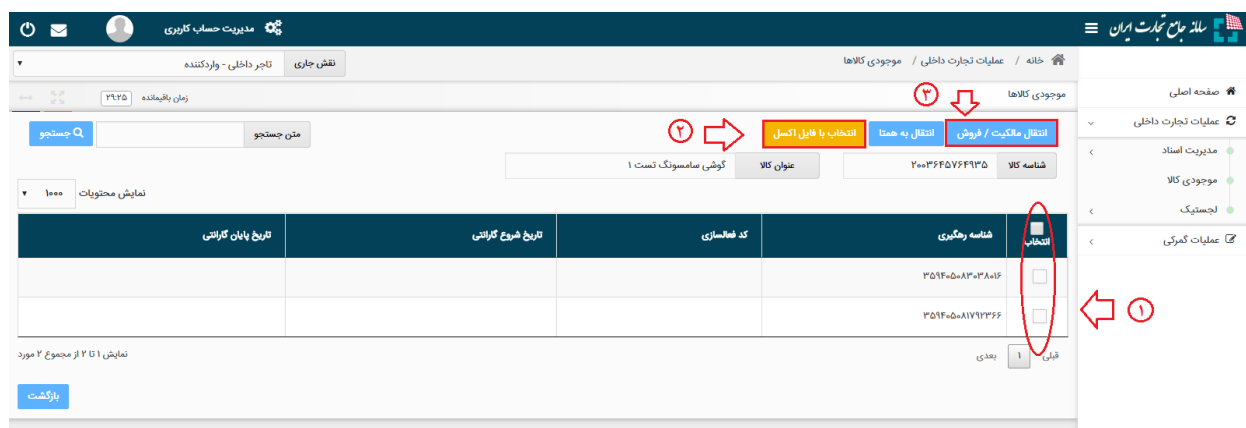 سامانه جامع تجارت ایران
مدیریت حساب کاربری
خانه / عملیات تجارت داخلی / موجودی کالاها
نقش جاری
تاجر داخلی - واردکننده
صفحه اصلی
عملیات تجارت داخلی
مدیریت اسناد
موجودی کالا
لجستیک
عملیات گمرکی
موجودی کالاها
زمان باقیمانده ۲۹:۲۵
۳
انتقال مالکیت / فروش
انتقال به همتا
انتخاب با فایل اکسل
۲
متن جستجو
جستجو
شناسه کالا ۲۰۰۳۶۴۵۷۶۴۹۳۵
عنوان کالا گوشی سامسونگ تست ۱
نمایش محتویات ۱۰۰۰
انتخاب شناسه رهگیری کد فعالسازی تاریخ شروع گارانتی تاریخ پایان گارانتی
۳۵۹۴۰۵۰۸۳۰۳۸۰۱۶
۳۵۹۴۰۵۰۸۱۷۹۲۳۶۶
۱
قبلی ۱ بعدی
نمایش ۱ تا ۲ از مجموع ۲ مورد
بازگشت